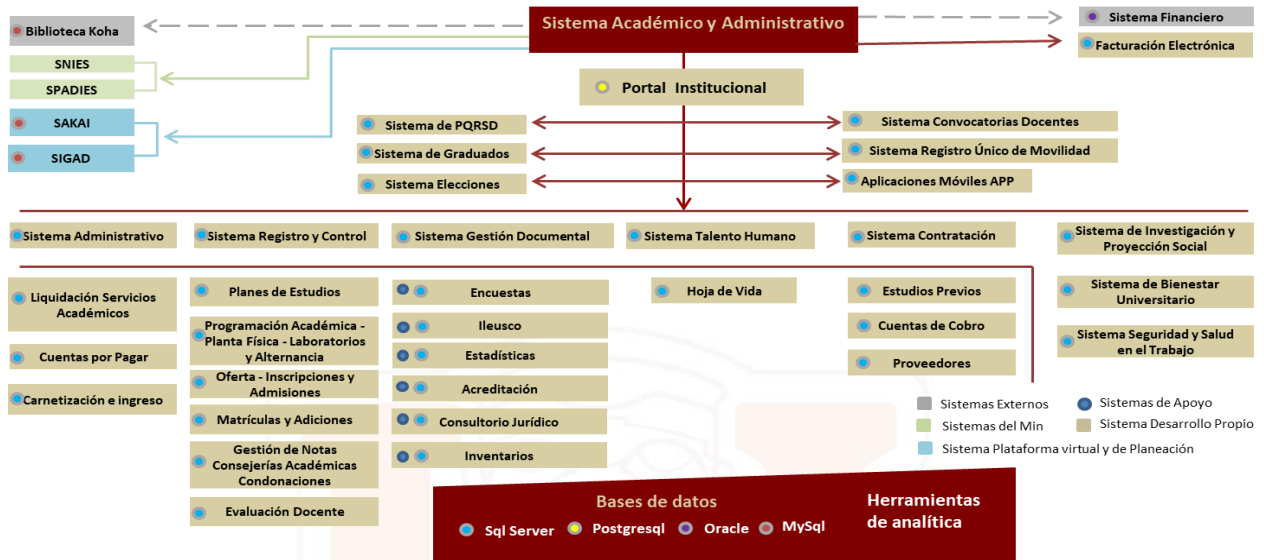 Sistema Académico y Administrativo
Biblioteca Koha
Sistema Financiero
Facturación Electrónica
SNIES
SPADIES
Portal Institucional
SAKAI
SIGAD
Sistema de PQRSD
Sistema Convocatorias Docentes
Sistema de Graduados
Sistema Registro Único de Movilidad
Sistema Elecciones
Aplicaciones Móviles APP
Sistema Administrativo
Sistema Registro y Control
Sistema Gestión Documental
Sistema Talento Humano
Sistema Contratación
Sistema de Investigación y
Proyección Social
Liquidación Servicios
Académicos
Cuentas por Pagar
Carnetización e ingreso
Planes de Estudios
Programación Académica -
Planta Física - Laboratorios
y Alternancia
Oferta - Inscripciones y
Admisiones
Matrículas y Adiciones
Gestión de Notas
Consejerías Académicas
Condonaciones
Evaluación Docente
Encuestas
Ileusco
Estadísticas
Acreditación
Consultorio Jurídico
Inventarios
Hoja de Vida
Estudios Previos
Cuentas de Cobro
Proveedores
Sistema de Bienestar
Universitario
Sistema Seguridad y Salud
en el Trabajo
Sistemas Externos
Sistemas de Apoyo
Sistemas del Min
Sistema Desarrollo Propio
Sistema Plataforma virtual y de Planeación
Bases de datos
Sql Server
Postgresql
Oracle
MySql
Herramientas
de analítica